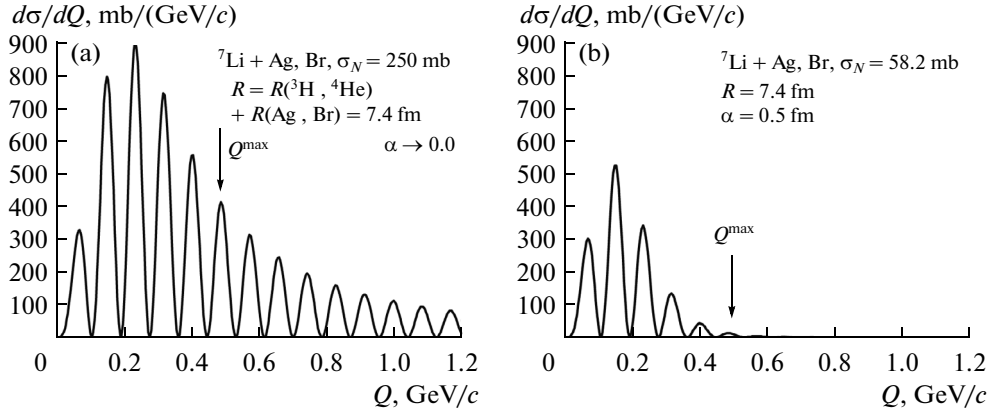 dσ/dQ, mb/(GeV/c)
900
800
700
600
500
400
300
200
100
0
(a)
⁷Li + Ag, Br, σ_N = 250 mb
R = R(³H , ⁴He)
+ R(Ag , Br) = 7.4 fm
Q^max
α → 0.0
0.2
0.4
0.6
0.8
1.0
1.2
Q, GeV/c
dσ/dQ, mb/(GeV/c)
900
800
700
600
500
400
300
200
100
0
(b)
⁷Li + Ag, Br, σ_N = 58.2 mb
R = 7.4 fm
α = 0.5 fm
Q^max
0.2
0.4
0.6
0.8
1.0
1.2
Q, GeV/c